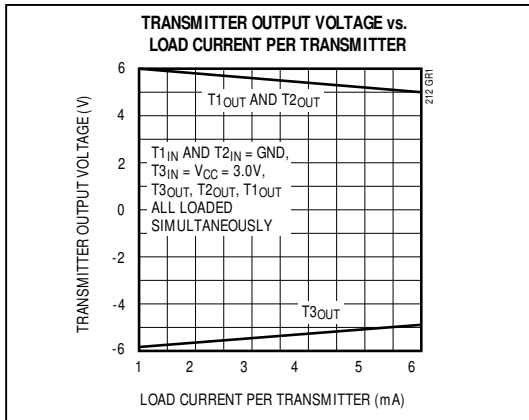 TRANSMITTER OUTPUT VOLTAGE vs.
LOAD CURRENT PER TRANSMITTER
212 GR1
TRANSMITTER OUTPUT VOLTAGE (V)
6
4
2
0
-2
-4
-6
T1OUT AND T2OUT
T1IN AND T2IN = GND,
T3IN = VCC = 3.0V,
T3OUT, T2OUT, T1OUT
ALL LOADED
SIMULTANEOUSLY
T3OUT
1 2 3 4 5 6
LOAD CURRENT PER TRANSMITTER (mA)